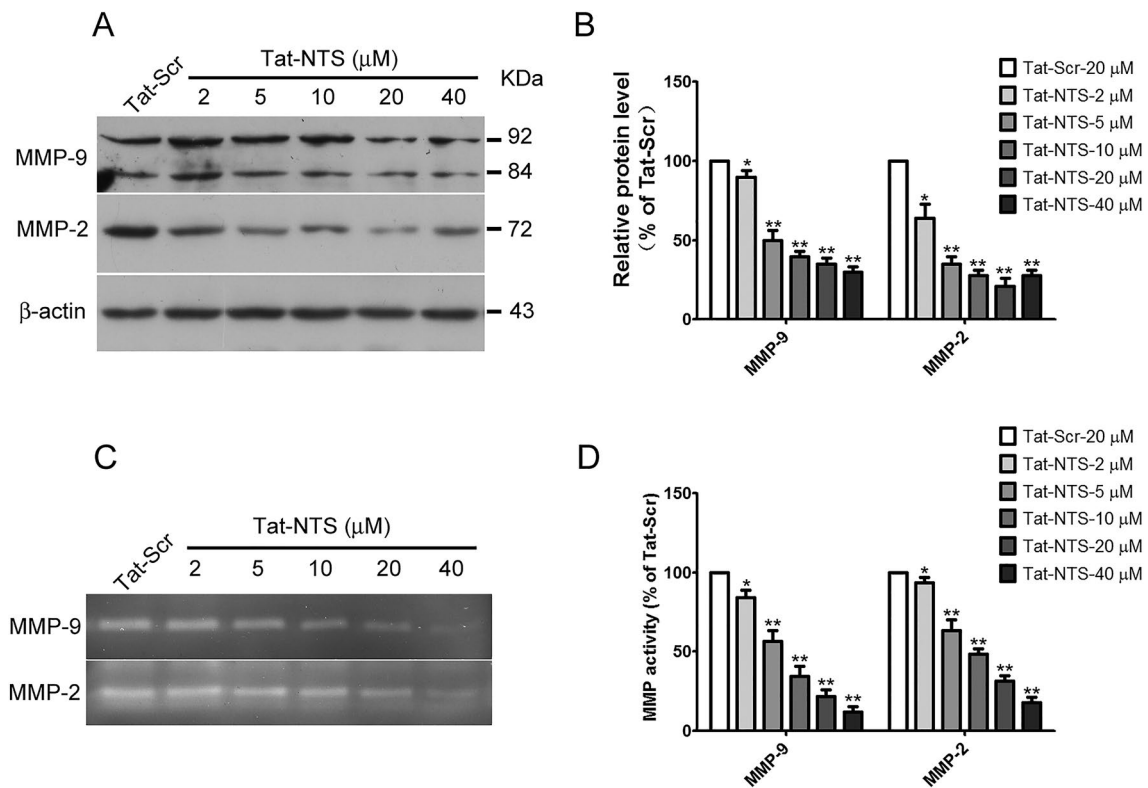 A
Tat-Scr
Tat-NTS (μM)
2 5 10 20 40
KDa
MMP-9
92
84
MMP-2
72
β-actin
43
B
Relative protein level
(% of Tat-Scr)
150
100
50
0
* ** ** ** **
* ** ** ** **
MMP-9
MMP-2
Tat-Scr-20 μM
Tat-NTS-2 μM
Tat-NTS-5 μM
Tat-NTS-10 μM
Tat-NTS-20 μM
Tat-NTS-40 μM
C
Tat-Scr
Tat-NTS (μM)
2 5 10 20 40
MMP-9
MMP-2
D
MMP activity (% of Tat-Scr)
150
100
50
0
* ** ** ** **
* ** ** ** **
MMP-9
MMP-2
Tat-Scr-20 μM
Tat-NTS-2 μM
Tat-NTS-5 μM
Tat-NTS-10 μM
Tat-NTS-20 μM
Tat-NTS-40 μM